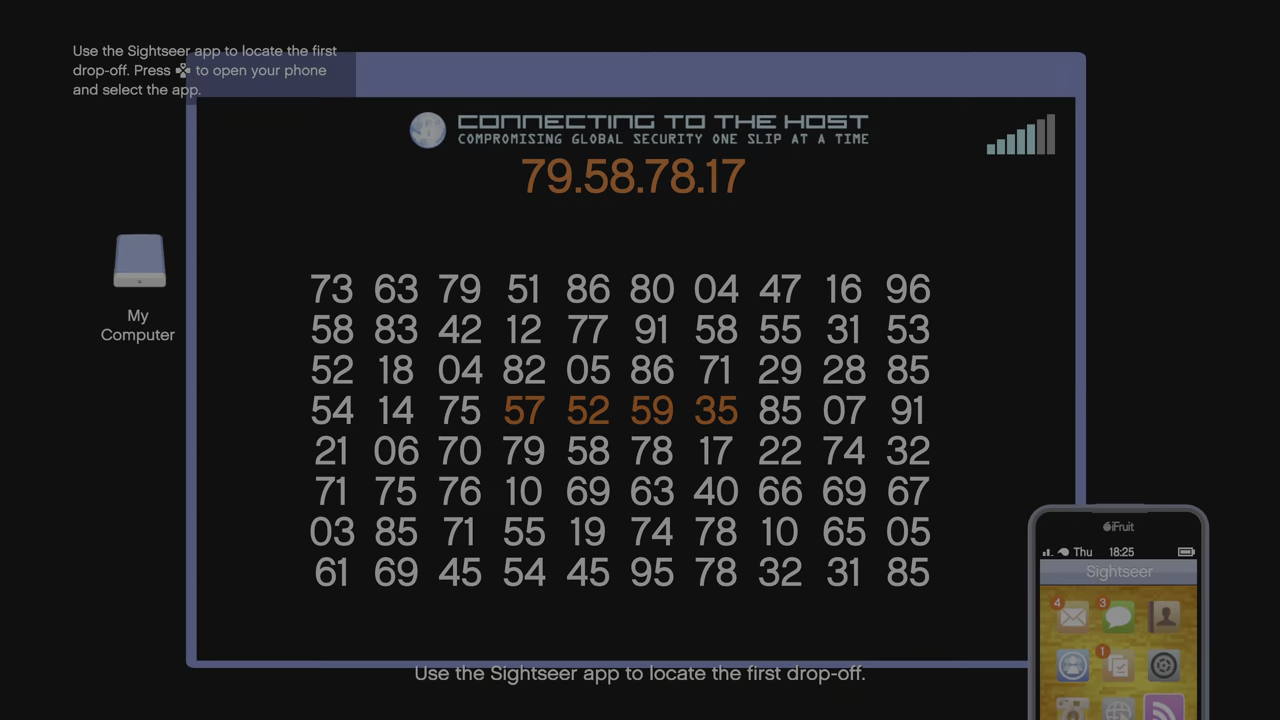 Use the Sightseer app to locate the first
drop-off. Press to open your phone
and select the app.
CONNECTING TO THE HOST
COMPROMISING GLOBAL SECURITY ONE SLIP AT A TIME
79.58.78.17
My
Computer
73 63 79 51 86 80 04 47 16 96
58 83 42 12 77 91 58 55 31 53
52 18 04 82 05 86 71 29 28 85
54 14 75 57 52 59 35 85 07 91
21 06 70 79 58 78 17 22 74 32
71 75 76 10 69 63 40 66 69 67
03 85 71 55 19 74 78 10 65 05
61 69 45 54 45 95 78 32 31 85
iFruit
Thu 18:25
Sightseer
4 3
1
Use the Sightseer app to locate the first drop-off.